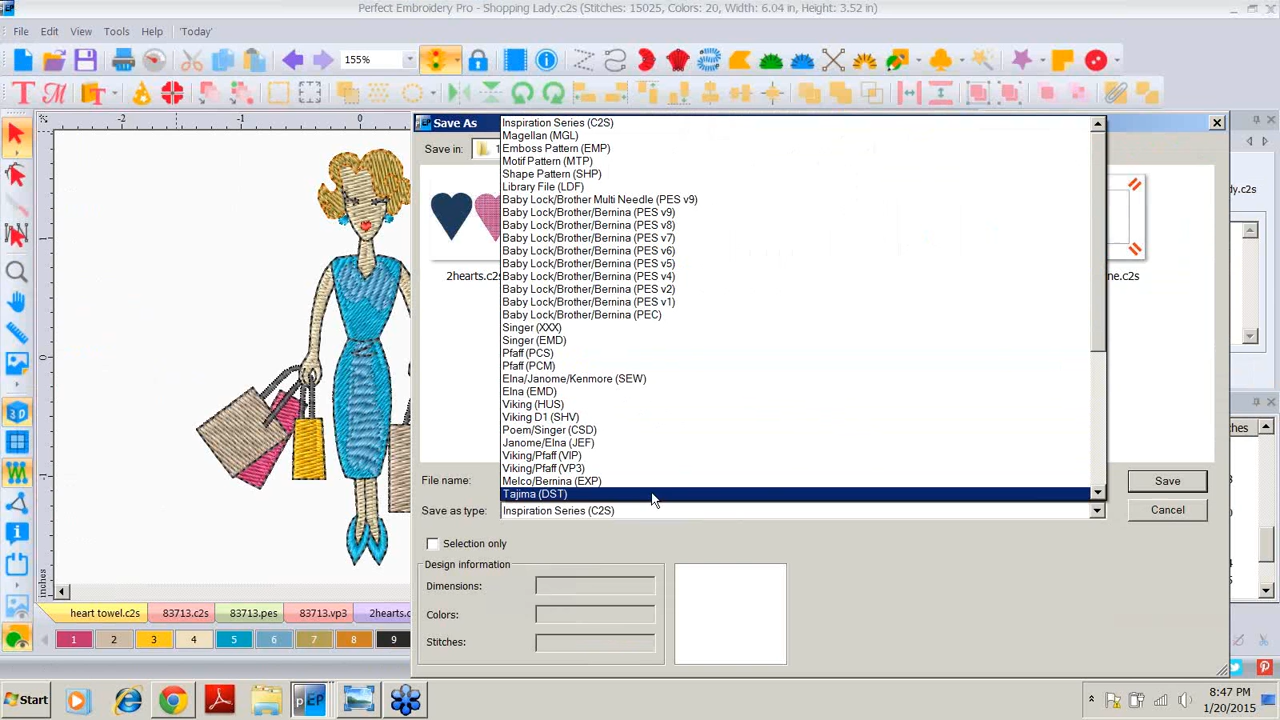 Perfect Embroidery Pro - Shopping Lady.c2s (Stitches: 15025, Colors: 20, Width: 6.04 in, Height: 3.52 in)
File Edit View Tools Help Today'
155%
-2 -1 0
Save As
Save in:
Inspiration Series (C2S)
Magellan (MGL)
Emboss Pattern (EMP)
Motif Pattern (MTP)
Shape Pattern (SHP)
Library File (LDF)
Baby Lock/Brother Multi Needle (PES v9)
Baby Lock/Brother/Bernina (PES v9)
Baby Lock/Brother/Bernina (PES v8)
Baby Lock/Brother/Bernina (PES v7)
Baby Lock/Brother/Bernina (PES v6)
Baby Lock/Brother/Bernina (PES v5)
Baby Lock/Brother/Bernina (PES v4)
Baby Lock/Brother/Bernina (PES v2)
Baby Lock/Brother/Bernina (PES v1)
Baby Lock/Brother/Bernina (PEC)
Singer (XXX)
Singer (EMD)
Pfaff (PCS)
Pfaff (PCM)
Elna/Janome/Kenmore (SEW)
Elna (EMD)
Viking (HUS)
Viking D1 (SHV)
Poem/Singer (CSD)
Janome/Elna (JEF)
Viking/Pfaff (VIP)
Viking/Pfaff (VP3)
Melco/Bernina (EXP)
Tajima (DST)
2hearts.c2s
ne.c2s
y.c2s
File name:
Save
Save as type: Inspiration Series (C2S)
Cancel
Selection only
Design information
Dimensions:
Colors:
Stitches:
inches
heart towel.c2s 83713.c2s 83713.pes 83713.vp3 2hearts.c
1 2 3 4 5 6 7 8 9
Start
8:47 PM
1/20/2015